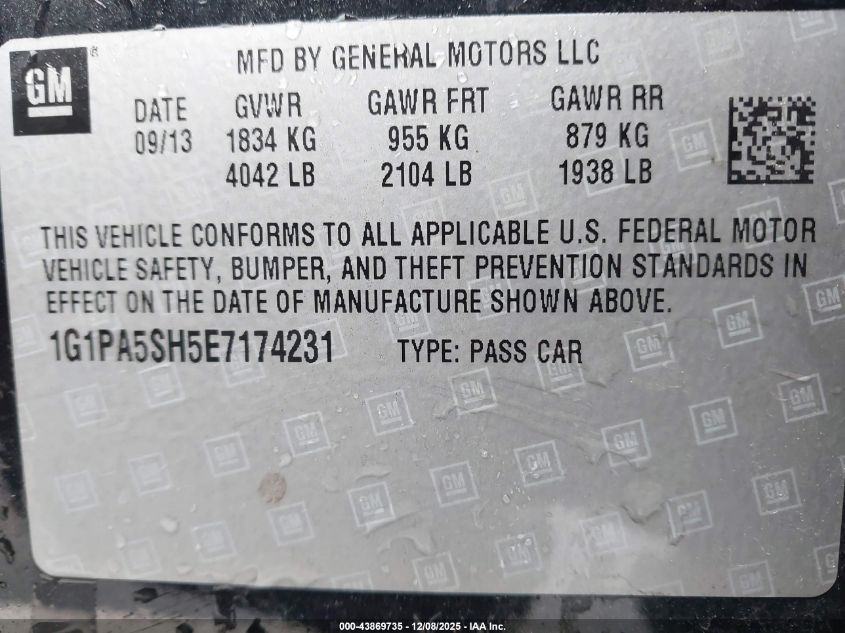 GM
MFD BY GENERAL MOTORS LLC
DATE GVWR GAWR FRT GAWR RR
09/13 1834 KG 955 KG 879 KG
4042 LB 2104 LB 1938 LB
THIS VEHICLE CONFORMS TO ALL APPLICABLE U.S. FEDERAL MOTOR
VEHICLE SAFETY, BUMPER, AND THEFT PREVENTION STANDARDS IN
EFFECT ON THE DATE OF MANUFACTURE SHOWN ABOVE.
1G1PA5SH5E7174231 TYPE: PASS CAR
000-43869735 - 12/08/2025 - IAA Inc.